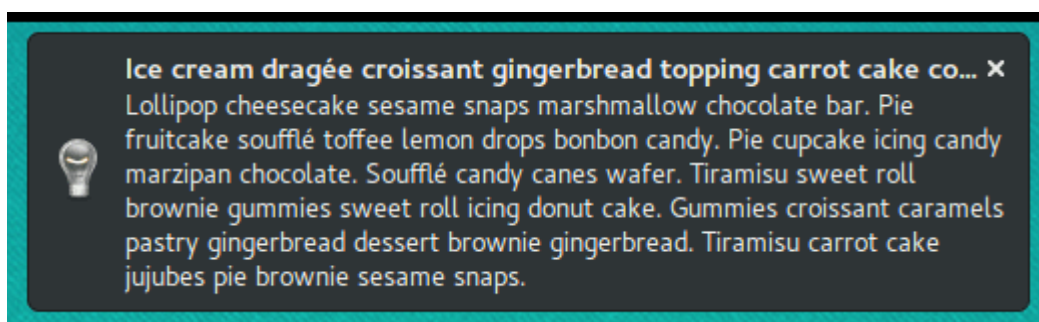 Ice cream dragée croissant gingerbread topping carrot cake co...
Lollipop cheesecake sesame snaps marshmallow chocolate bar. Pie
fruitcake soufflé toffee lemon drops bonbon candy. Pie cupcake icing candy
marzipan chocolate. Soufflé candy canes wafer. Tiramisu sweet roll
brownie gummies sweet roll icing donut cake. Gummies croissant caramels
pastry gingerbread dessert brownie gingerbread. Tiramisu carrot cake
jujubes pie brownie sesame snaps.